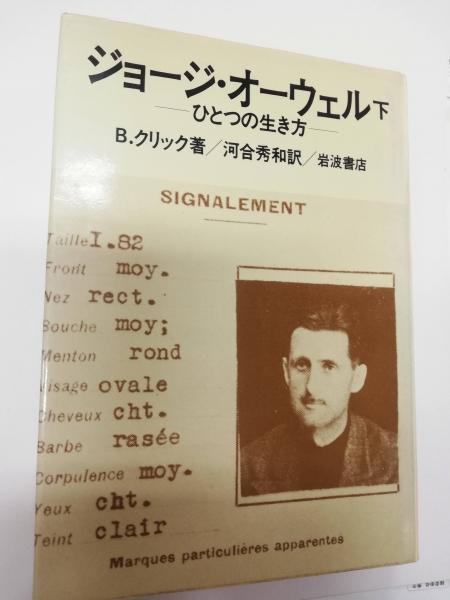 ジョージ・オーウェル 下
―ひとつの生き方―
B.クリック著／河合秀和訳／岩波書店
SIGNALEMENT
Taille I.82
Front moy.
Nez rect.
Bouche moy;
Menton rond
Visage ovale
Cheveux cht.
Barbe rasée
Corpulence moy.
Yeux cht.
Teint clair
Marques particulières apparentes